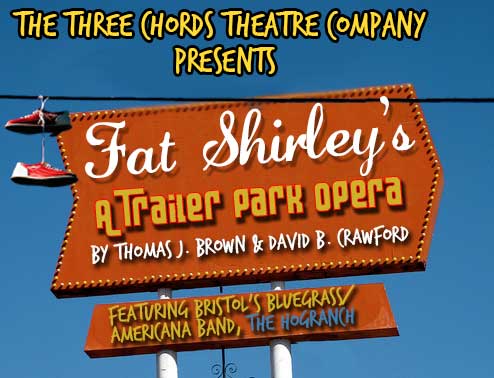 The Three Chords Theatre Company
Presents
Fat Shirley's
A Trailer Park Opera
by Thomas J. Brown & David B. Crawford
Featuring Bristol's Bluegrass/
Americana Band, The Hogranch